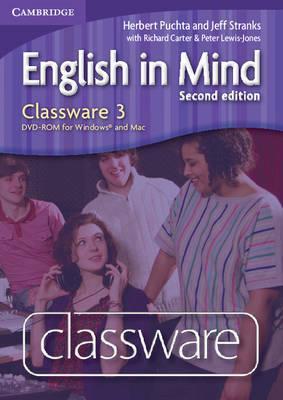 CAMBRIDGE
Herbert Puchta and Jeff Stranks
with Richard Carter & Peter Lewis-Jones
English in Mind
Second edition
Classware 3
DVD-ROM for Windows® and Mac
classware